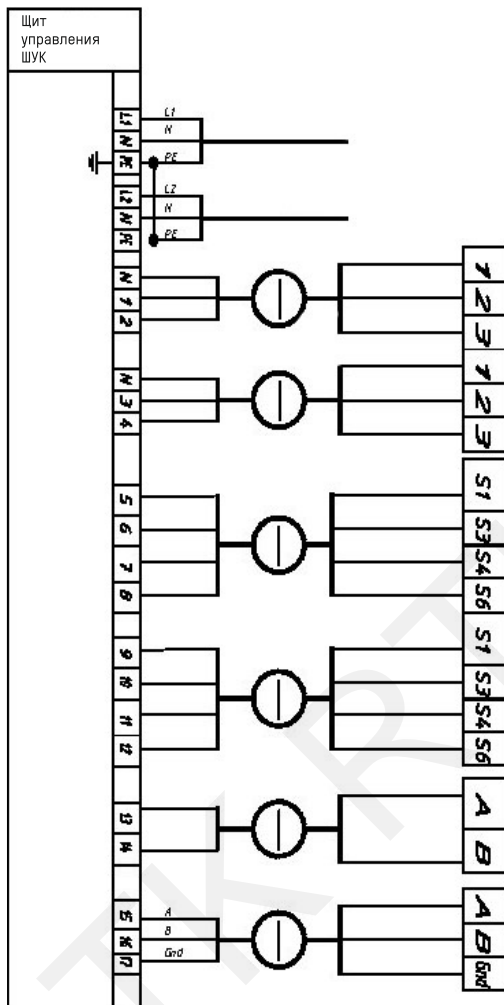 Щит
управления
ШУК
L1 L1
N N
PE PE
L2 L2
N N
PE PE
N 1
1 2
2 3
N 1
3 2
4 3
5 S1
6 S3
7 S4
8 S6
9 S1
10 S3
11 S4
12 S6
13 A
14 B
15 A A
16 B B
17 Gnd Gnd
TK RT